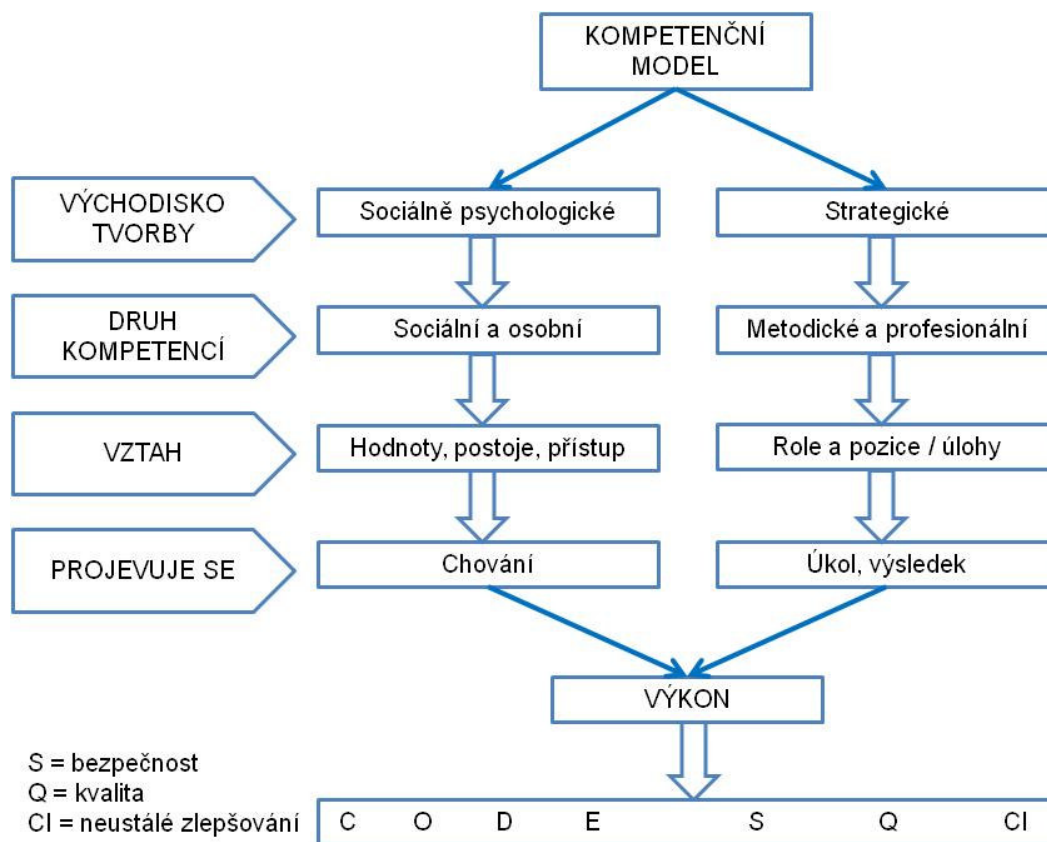 KOMPETENČNÍ
MODEL
VÝCHODISKO
TVORBY
Sociálně psychologické
Strategické
DRUH
KOMPETENCÍ
Sociální a osobní
Metodické a profesionální
VZTAH
Hodnoty, postoje, přístup
Role a pozice / úlohy
PROJEVUJE SE
Chování
Úkol, výsledek
VÝKON
S = bezpečnost
Q = kvalita
CI = neustálé zlepšování
C O D E S Q CI